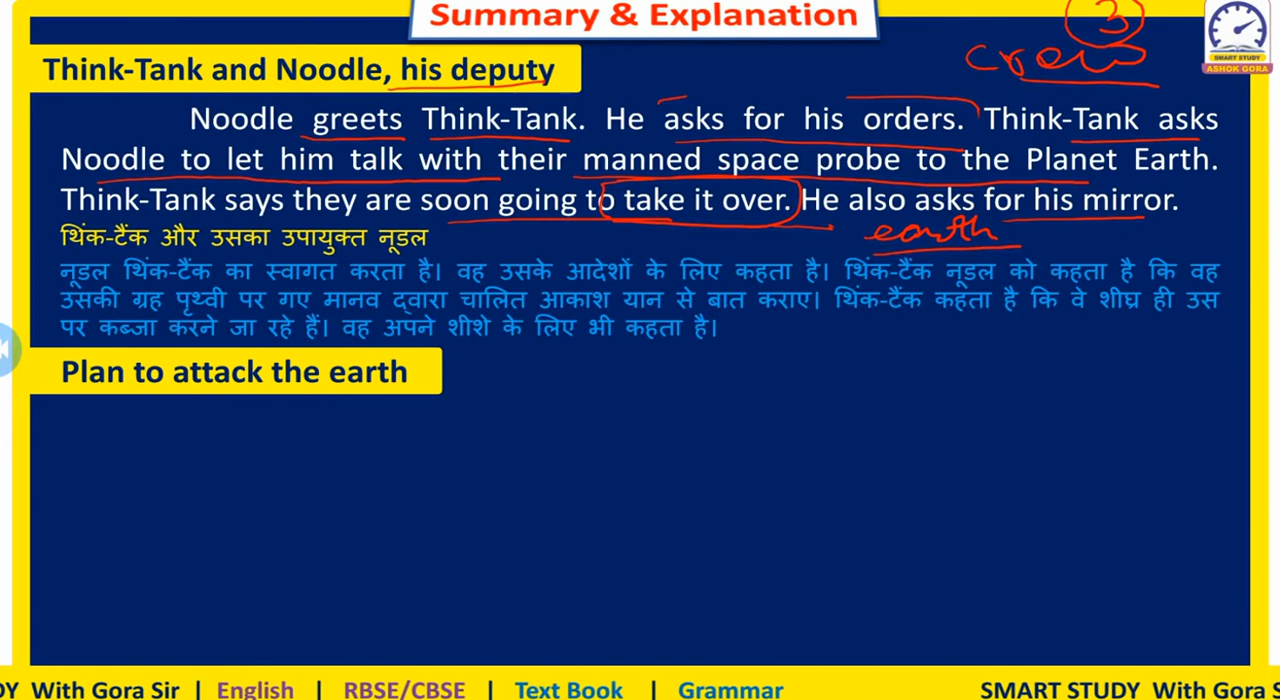 Summary & Explanation
3
crew
SMART STUDY
ASHOK GORA
Think-Tank and Noodle, his deputy
Noodle greets Think-Tank. He asks for his orders. Think-Tank asks
Noodle to let him talk with their manned space probe to the Planet Earth.
Think-Tank says they are soon going to take it over. He also asks for his mirror.
earth
थिंक-टैंक और उसका उपायुक्त नूडल
नूडल थिंक-टैंक का स्वागत करता है। वह उसके आदेशों के लिए कहता है। थिंक-टैंक नूडल को कहता है कि वह
उसकी ग्रह पृथ्वी पर गए मानव द्वारा चालित आकाश यान से बात कराए। थिंक-टैंक कहता है कि वे शीघ्र ही उस
पर कब्जा करने जा रहे हैं। वह अपने शीशे के लिए भी कहता है।
Plan to attack the earth
DY With Gora Sir | English | RBSE/CBSE | Text Book | Grammar SMART STUDY With Gora S